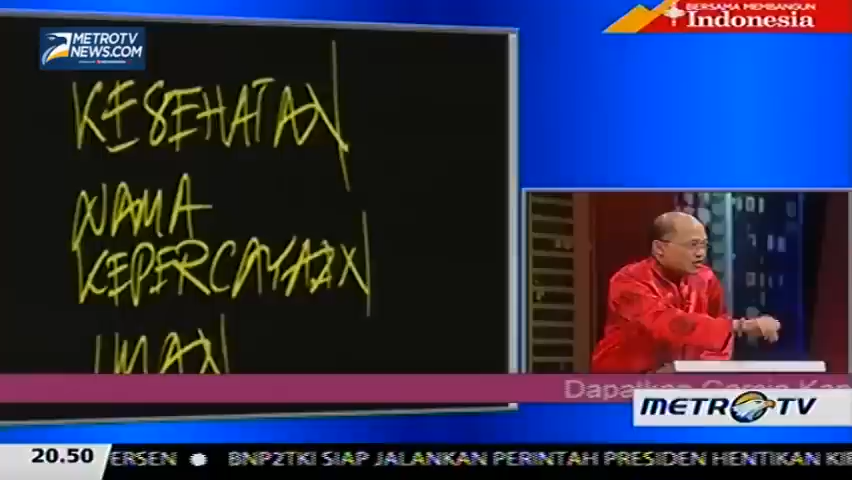 BERSAMA MEMBANGUN
Indonesia
METROTV
NEWS.COM
KESEHATAN
NAMA
KEPERCAYAAN
IMAN
METRO TV
20.50
ERSEN ● BNP2TKI SIAP JALANKAN PERINTAH PRESIDEN HENTIKAN KI